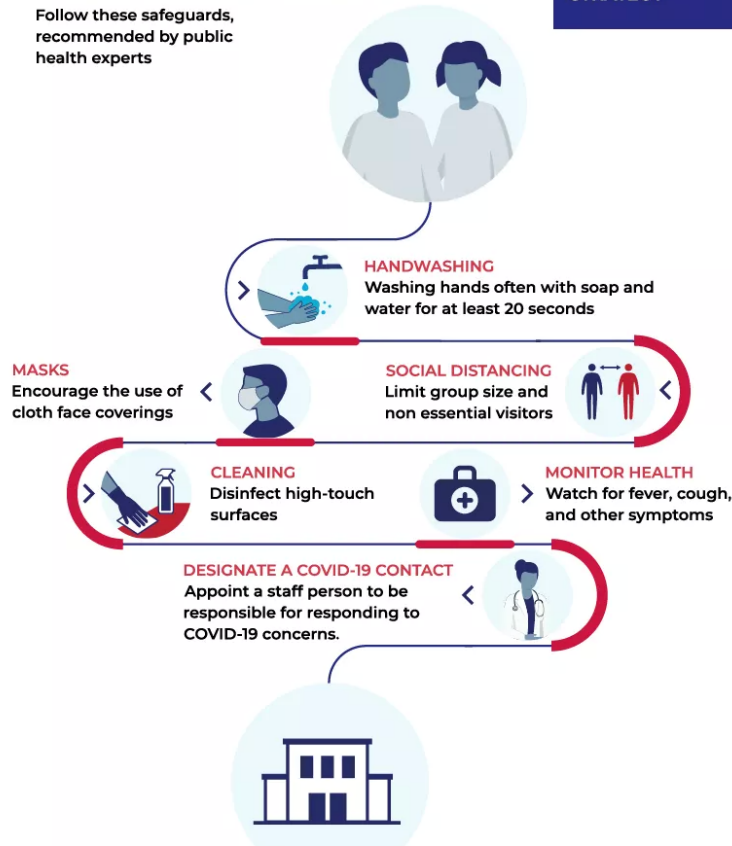 Follow these safeguards,
recommended by public
health experts
HANDWASHING
Washing hands often with soap and
water for at least 20 seconds
SOCIAL DISTANCING
Limit group size and
non essential visitors
MASKS
Encourage the use of
cloth face coverings
CLEANING
Disinfect high-touch
surfaces
MONITOR HEALTH
Watch for fever, cough,
and other symptoms
DESIGNATE A COVID-19 CONTACT
Appoint a staff person to be
responsible for responding to
COVID-19 concerns.